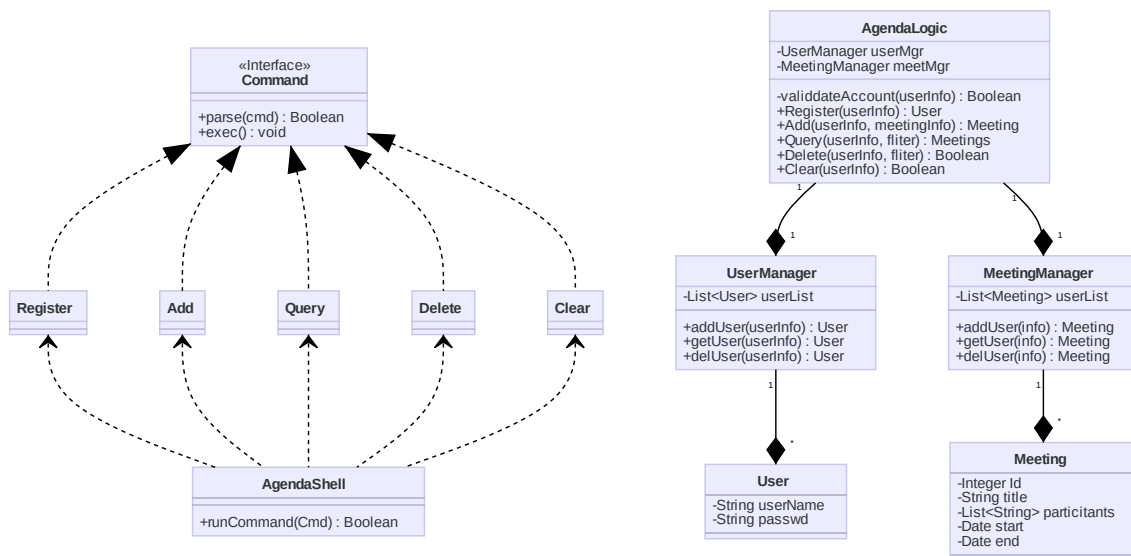 «Interface»
Command
+parse(cmd) : Boolean
+exec() : void
Register
Add
Query
Delete
Clear
AgendaShell
+runCommand(Cmd) : Boolean
AgendaLogic
-UserManager userMgr
-MeetingManager meetMgr
-validdateAccount(userInfo) : Boolean
+Register(userInfo) : User
+Add(userInfo, meetingInfo) : Meeting
+Query(userInfo, fliter) : Meetings
+Delete(userInfo, fliter) : Boolean
+Clear(userInfo) : Boolean
1
1
1
1
UserManager
-List<User> userList
+addUser(userInfo) : User
+getUser(userInfo) : User
+delUser(userInfo) : User
MeetingManager
-List<Meeting> userList
+addUser(info) : Meeting
+getUser(info) : Meeting
+delUser(info) : Meeting
1
*
1
*
User
-String userName
-String passwd
Meeting
-Integer Id
-String title
-List<String> particitants
-Date start
-Date end